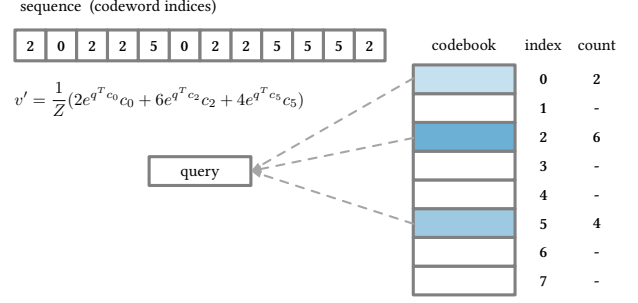 sequence (codeword indices)
2 0 2 2 5 0 2 2 5 5 5 2
v' = \frac{1}{Z}(2e^{q^T c_0}c_0 + 6e^{q^T c_2}c_2 + 4e^{q^T c_5}c_5)
query
codebook index count
0 2
1 -
2 6
3 -
4 -
5 4
6 -
7 -